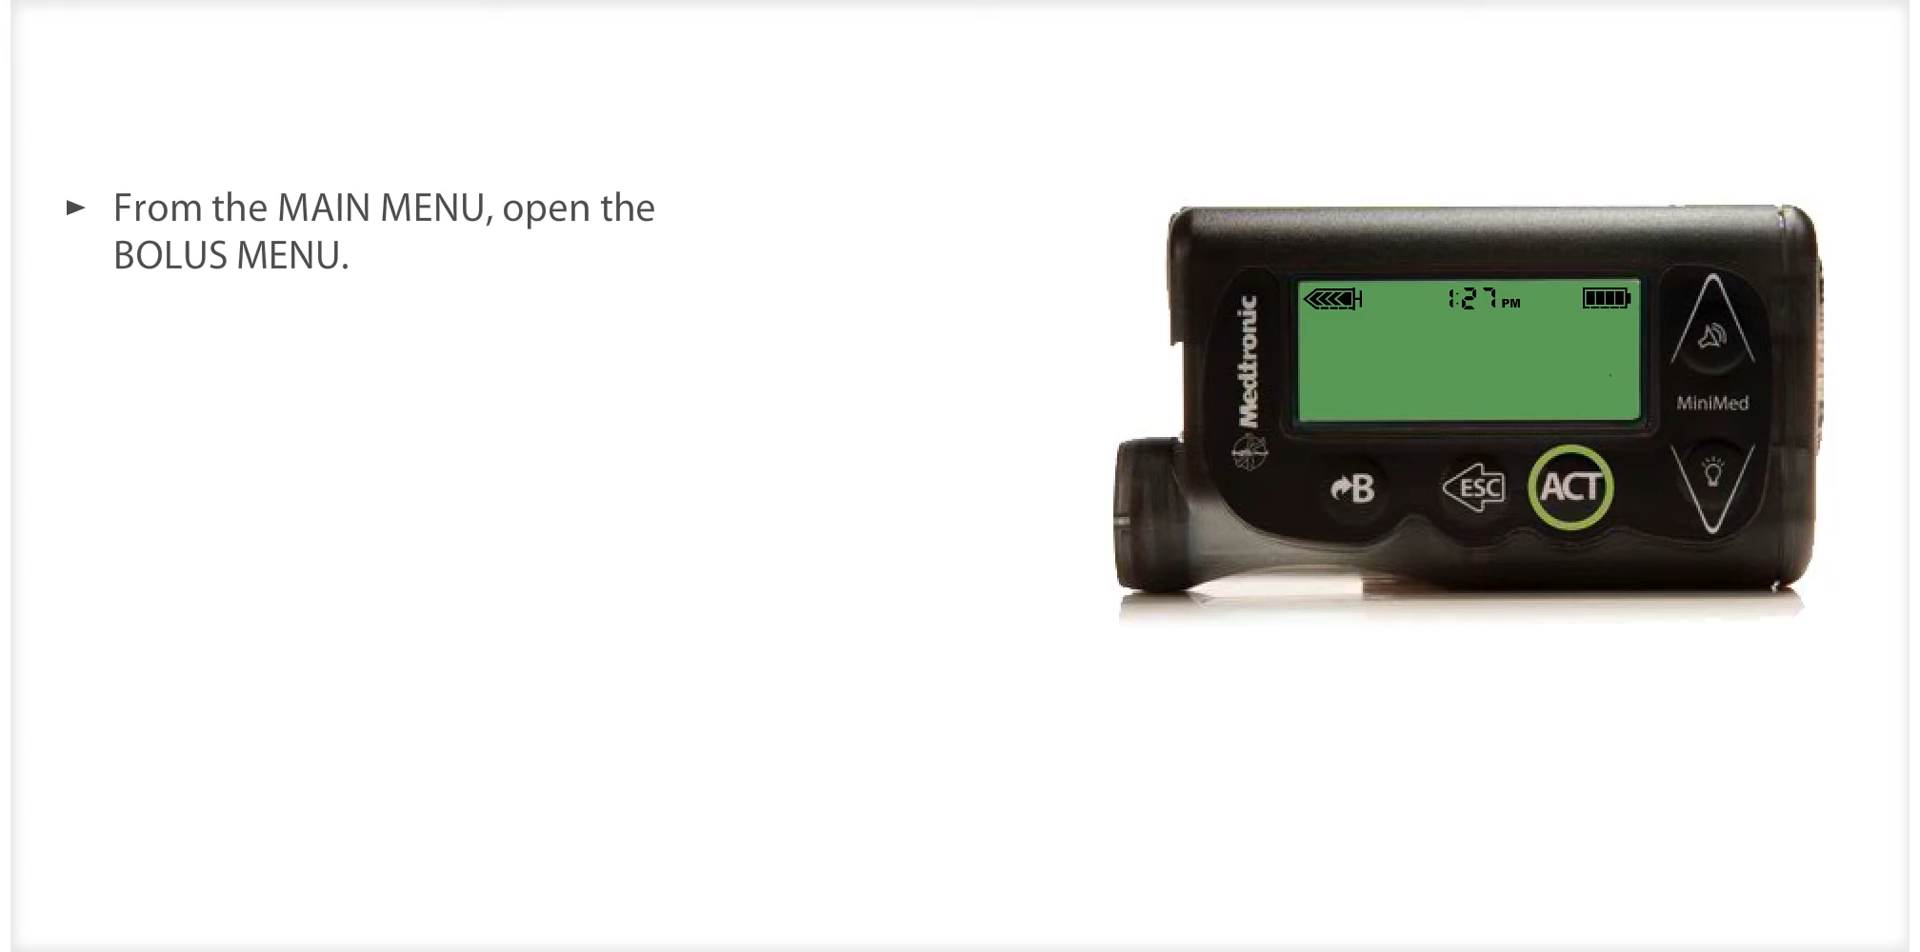 ► From the MAIN MENU, open the
BOLUS MENU.
1:27 PM
Medtronic
MiniMed
B
ESC
ACT